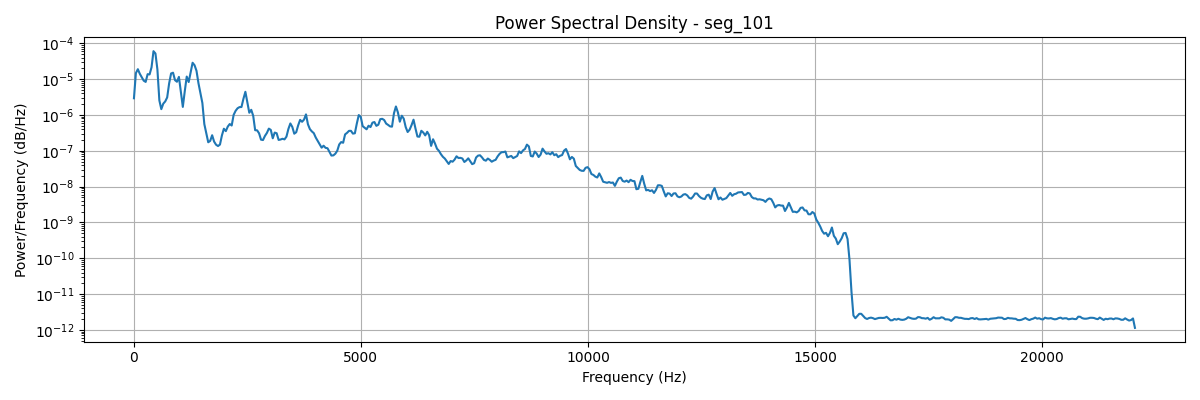 Power Spectral Density - seg_101
Power/Frequency (dB/Hz)
10⁻⁴
10⁻⁵
10⁻⁶
10⁻⁷
10⁻⁸
10⁻⁹
10⁻¹⁰
10⁻¹¹
10⁻¹²
0 5000 10000 15000 20000
Frequency (Hz)